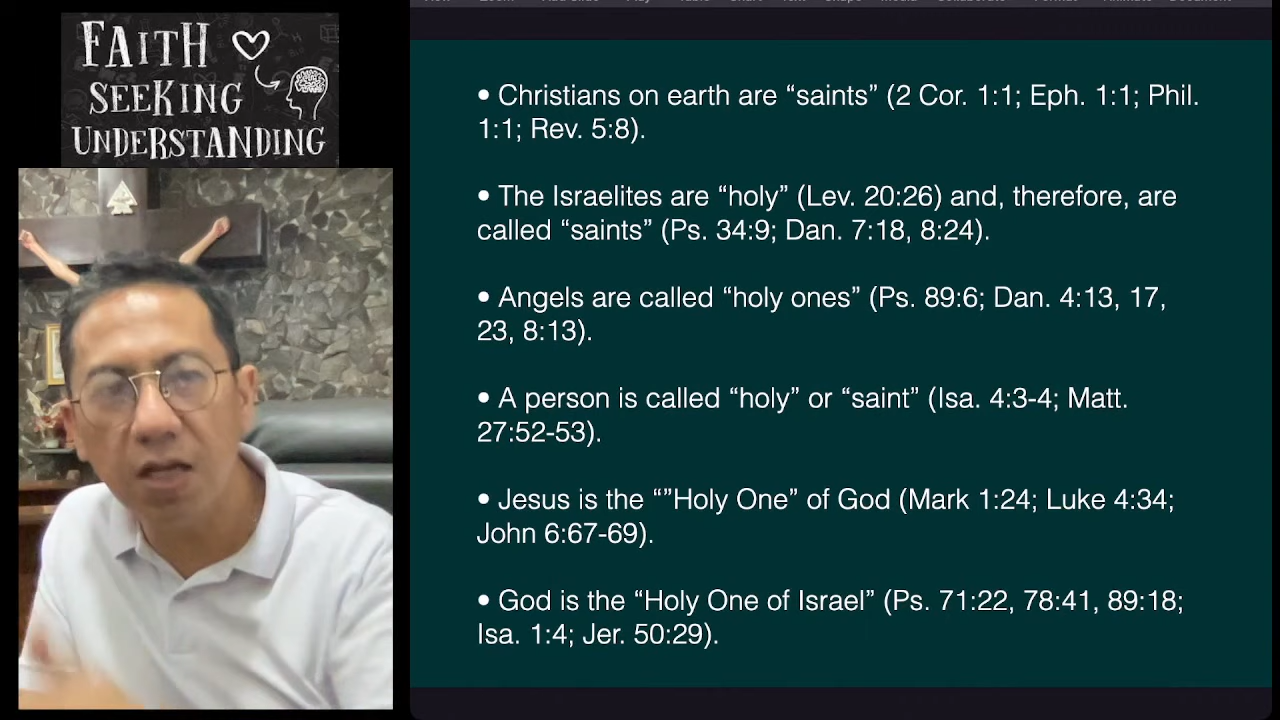 FAITH
SEEKING
UNDERSTANDING
• Christians on earth are “saints” (2 Cor. 1:1; Eph. 1:1; Phil.
1:1; Rev. 5:8).
• The Israelites are “holy” (Lev. 20:26) and, therefore, are
called “saints” (Ps. 34:9; Dan. 7:18, 8:24).
• Angels are called “holy ones” (Ps. 89:6; Dan. 4:13, 17,
23, 8:13).
• A person is called “holy” or “saint” (Isa. 4:3-4; Matt.
27:52-53).
• Jesus is the “”Holy One” of God (Mark 1:24; Luke 4:34;
John 6:67-69).
• God is the “Holy One of Israel” (Ps. 71:22, 78:41, 89:18;
Isa. 1:4; Jer. 50:29).